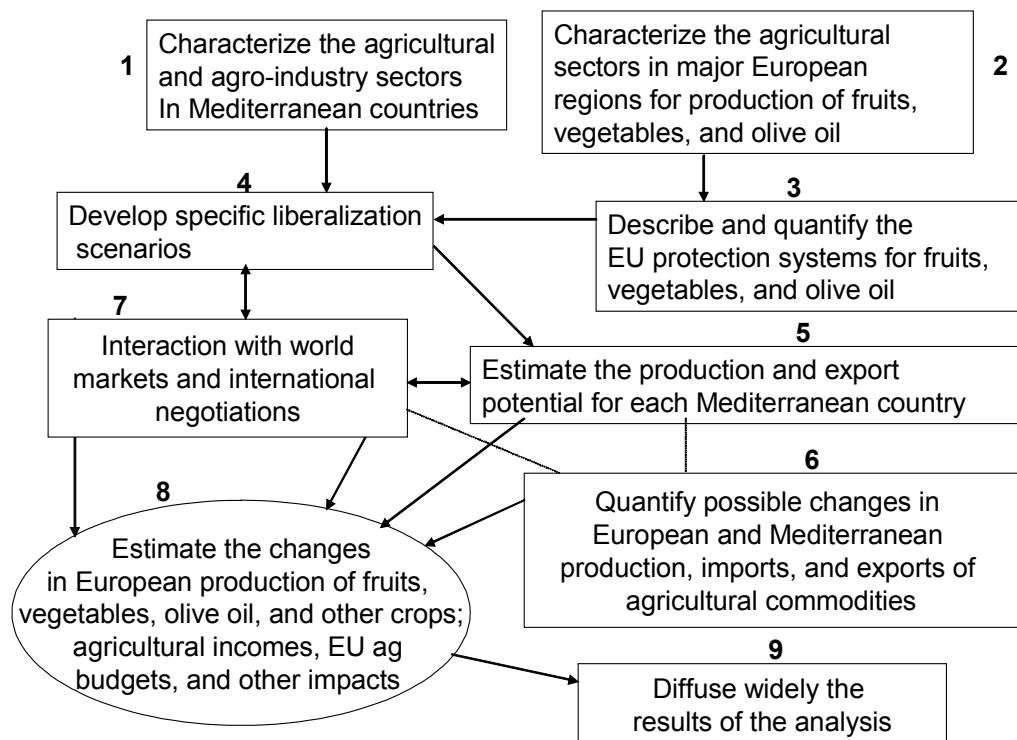 1
Characterize the agricultural
and agro-industry sectors
In Mediterranean countries
Characterize the agricultural
sectors in major European
regions for production of fruits,
vegetables, and olive oil
2
4
Develop specific liberalization
scenarios
3
Describe and quantify the
EU protection systems for fruits,
vegetables, and olive oil
7
Interaction with world
markets and international
negotiations
5
Estimate the production and export
potential for each Mediterranean country
6
Quantify possible changes in
European and Mediterranean
production, imports, and exports of
agricultural commodities
8
Estimate the changes
in European production of fruits,
vegetables, olive oil, and other crops;
agricultural incomes, EU ag
budgets, and other impacts
9
Diffuse widely the
results of the analysis